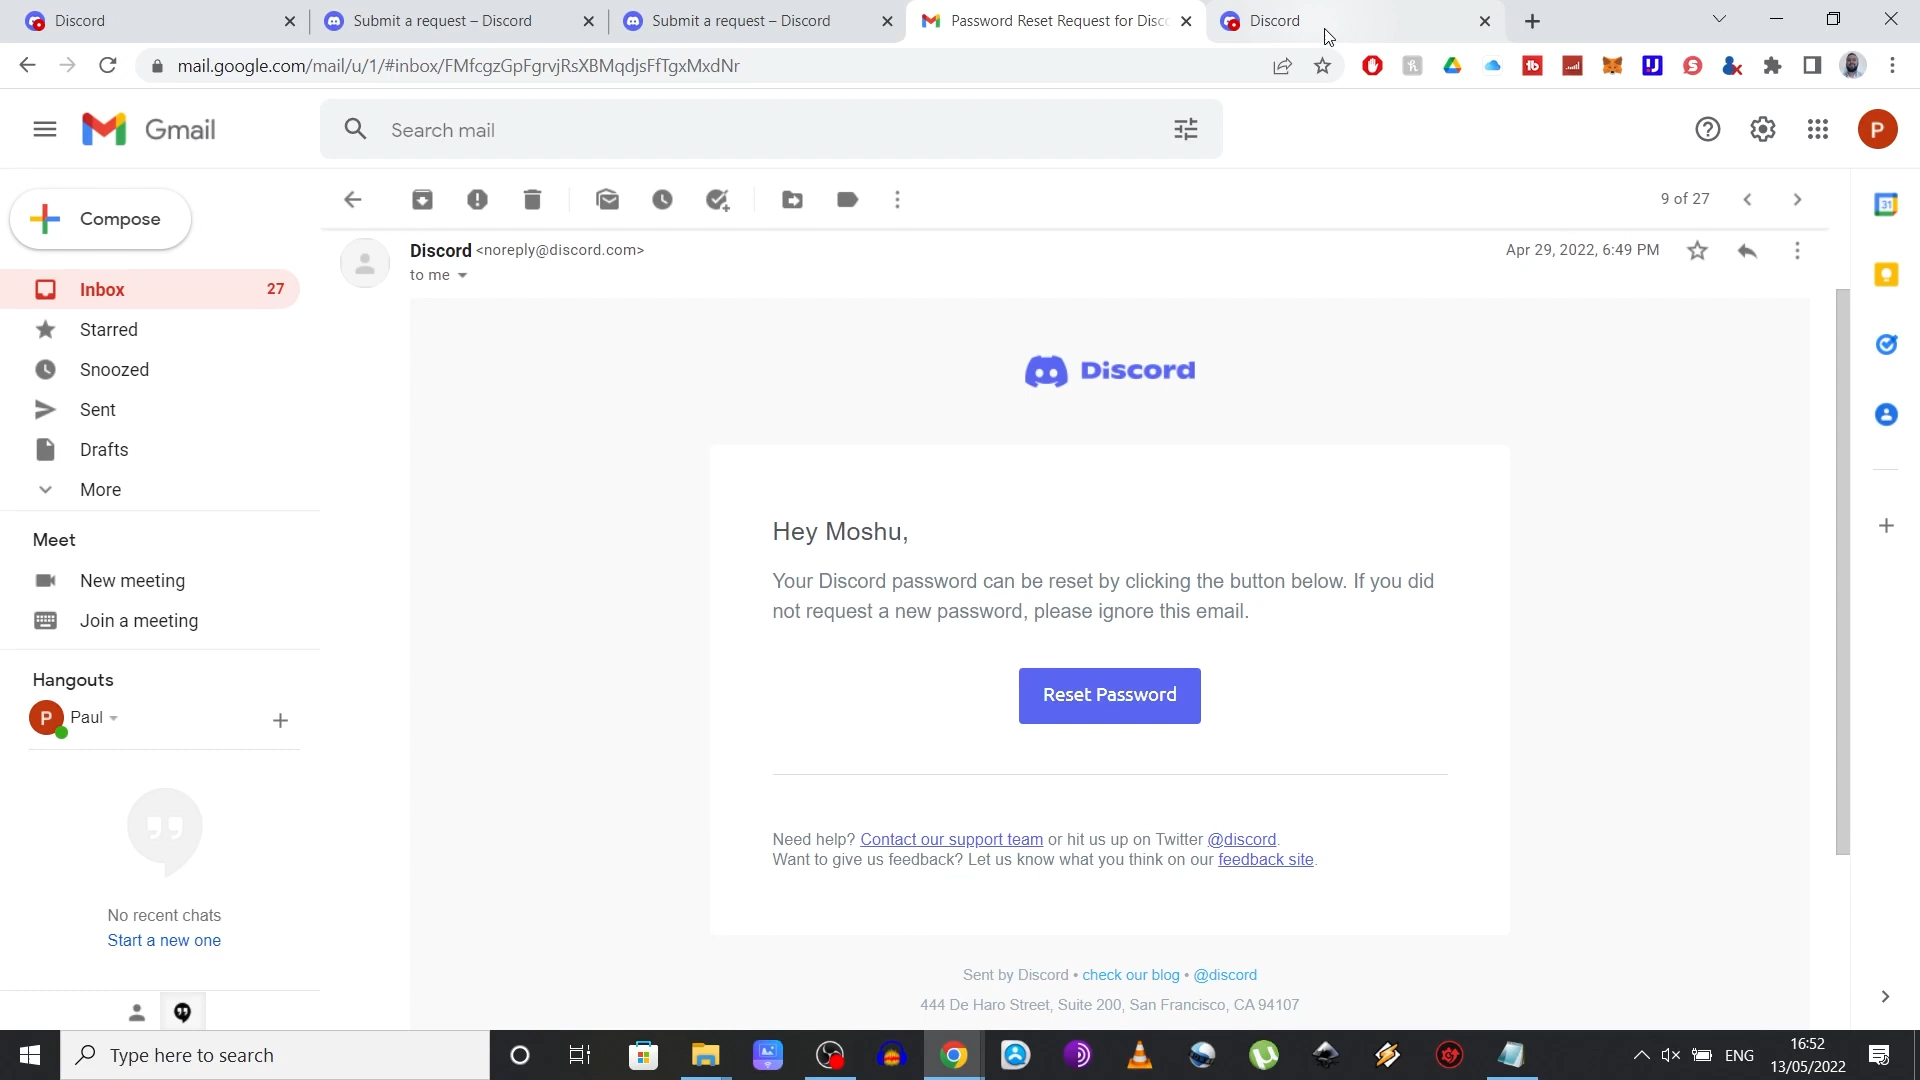 Discord
Submit a request – Discord
Submit a request – Discord
Password Reset Request for Disc
Discord
mail.google.com/mail/u/1/#inbox/FMfcgzGpFgrvjRsXBMqdjsFfTgxMxdNr
Gmail
Search mail
P
Compose
9 of 27
31
Inbox
27
Discord <noreply@discord.com>
Apr 29, 2022, 6:49 PM
to me
Starred
Snoozed
Sent
Drafts
More
Discord
Meet
New meeting
Join a meeting
Hey Moshu,
Your Discord password can be reset by clicking the button below. If you did
not request a new password, please ignore this email.
Reset Password
Hangouts
P
Paul
Need help? Contact our support team or hit us up on Twitter @discord.
Want to give us feedback? Let us know what you think on our feedback site.
No recent chats
Start a new one
Sent by Discord • check our blog • @discord
444 De Haro Street, Suite 200, San Francisco, CA 94107
Type here to search
ENG
16:52
13/05/2022